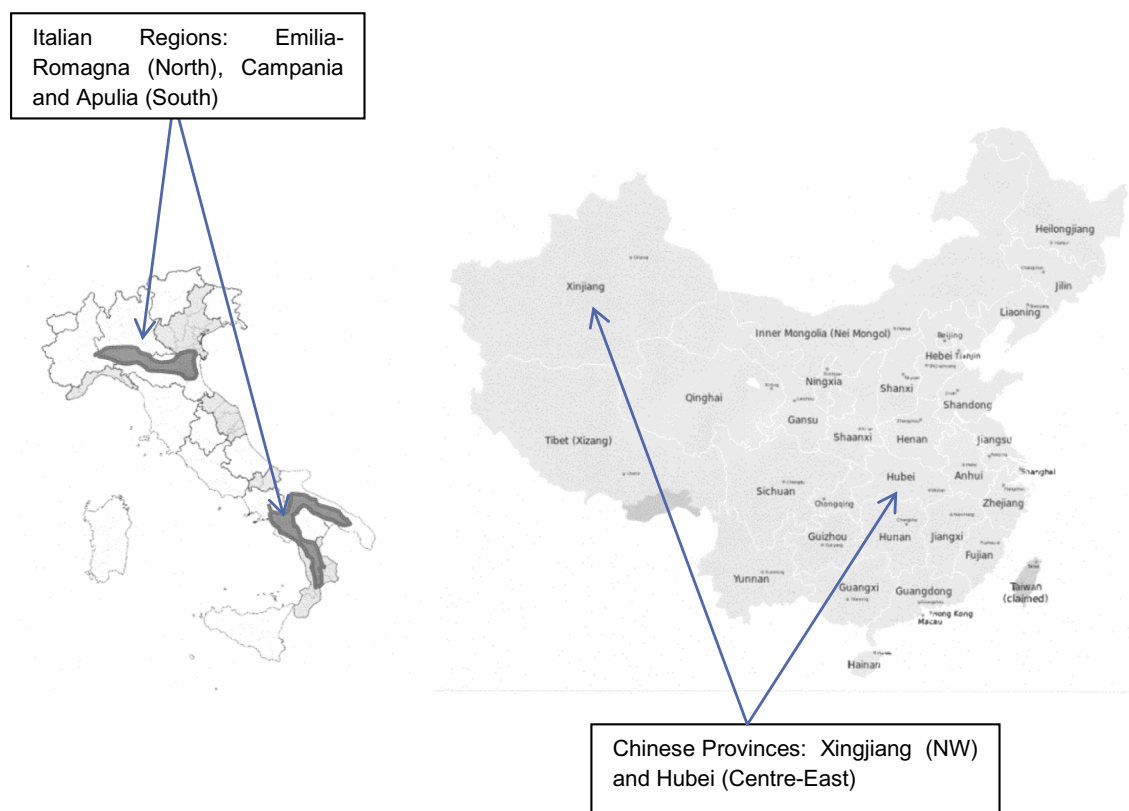 Italian Regions: Emilia-
Romagna (North), Campania
and Apulia (South)
Heilongjiang
Jilin
Xinjiang
Liaoning
Inner Mongolia (Nei Mongol)
Beijing
Hebei Tianjin
Ningxia
Shanxi
Qinghai
Shandong
Gansu
Tibet (Xizang)
Shaanxi
Henan
Jiangsu
Hubei
Anhui
Shanghai
Sichuan
Chongqing
Zhejiang
Guizhou
Hunan
Jiangxi
Fujian
Yunnan
Guangxi
Guangdong
Taiwan
(claimed)
Macau
Hainan
Chinese Provinces: Xingjiang (NW)
and Hubei (Centre-East)